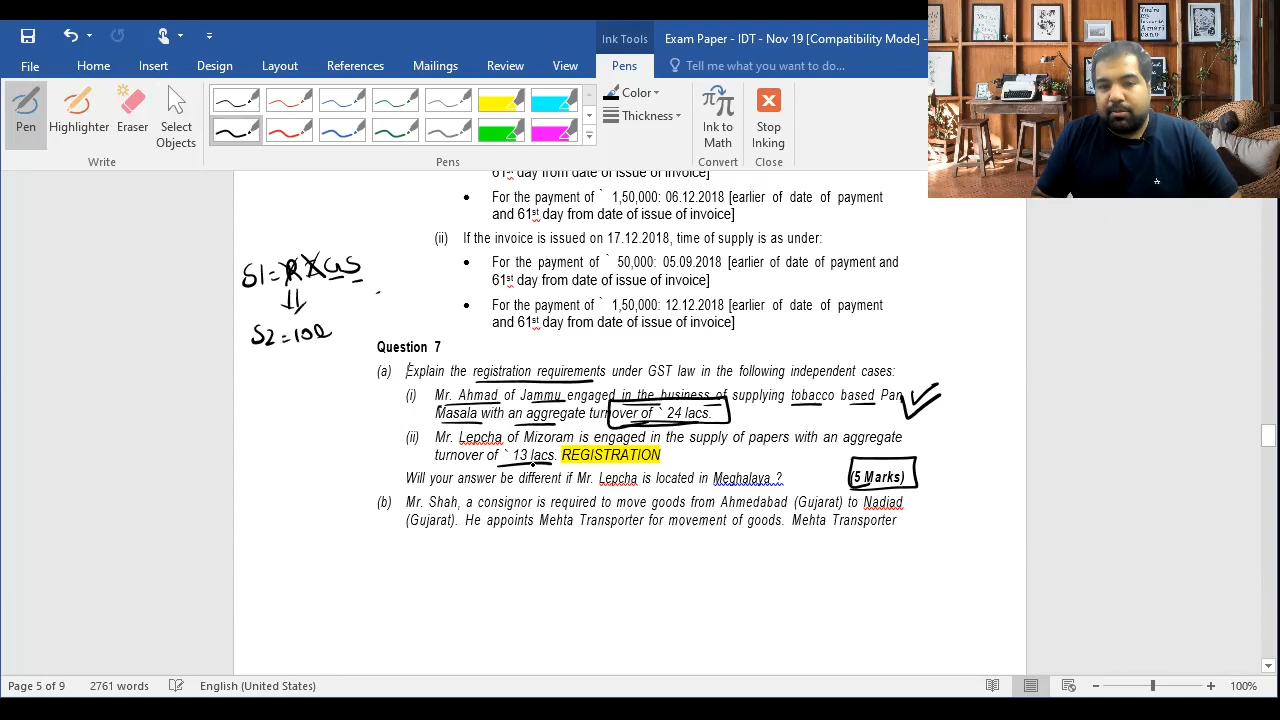 Ink Tools
Exam Paper - IDT - Nov 19 [Compatibility Mode] -
File
Home
Insert
Design
Layout
References
Mailings
Review
View
Pens
Tell me what you want to do...
Pen
Highlighter
Eraser
Select Objects
Color
Thickness
Ink to Math
Stop Inking
Write
Pens
Convert
Close
61st day from date of issue of invoice]
• For the payment of ` 1,50,000: 06.12.2018 [earlier of date of payment
and 61st day from date of issue of invoice]
(ii) If the invoice is issued on 17.12.2018, time of supply is as under:
• For the payment of ` 50,000: 05.09.2018 [earlier of date of payment and
61st day from date of issue of invoice]
• For the payment of ` 1,50,000: 12.12.2018 [earlier of date of payment
and 61st day from date of issue of invoice]
S2 = 10l
Question 7
(a) Explain the registration requirements under GST law in the following independent cases:
(i) Mr. Ahmad of Jammu engaged in the business of supplying tobacco based Pan
Masala with an aggregate turnover of ` 24 lacs.
(ii) Mr. Lepcha of Mizoram is engaged in the supply of papers with an aggregate
turnover of ` 13 lacs. REGISTRATION
Will your answer be different if Mr. Lepcha is located in Meghalaya ? (5 Marks)
(b) Mr. Shah, a consignor is required to move goods from Ahmedabad (Gujarat) to Nadiad
(Gujarat). He appoints Mehta Transporter for movement of goods. Mehta Transporter
Page 5 of 9
2761 words
English (United States)
100%